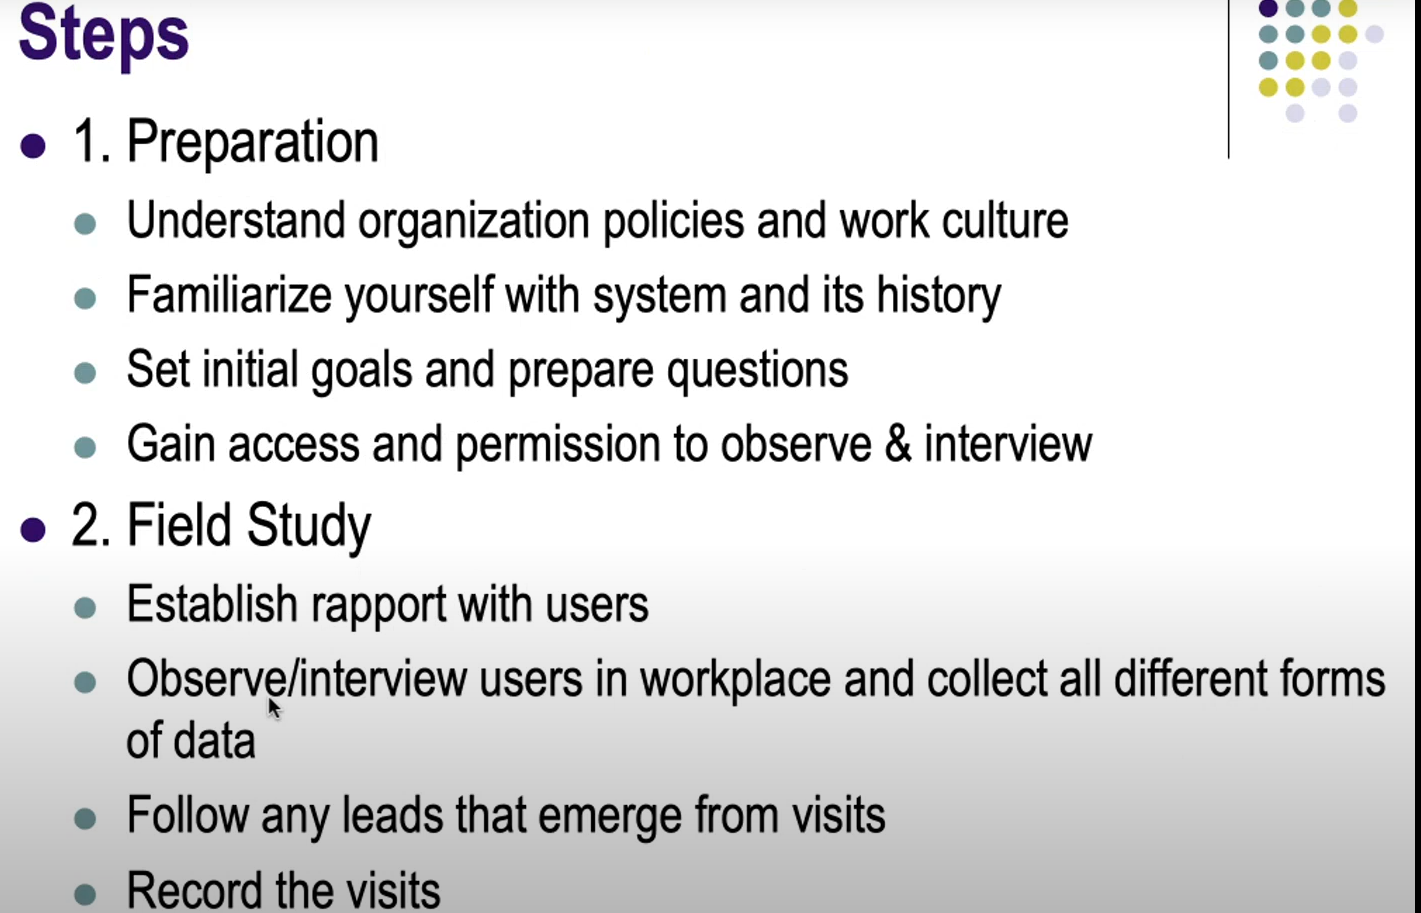 Steps
1. Preparation
Understand organization policies and work culture
Familiarize yourself with system and its history
Set initial goals and prepare questions
Gain access and permission to observe & interview
2. Field Study
Establish rapport with users
Observe/interview users in workplace and collect all different forms
of data
Follow any leads that emerge from visits
Record the visits